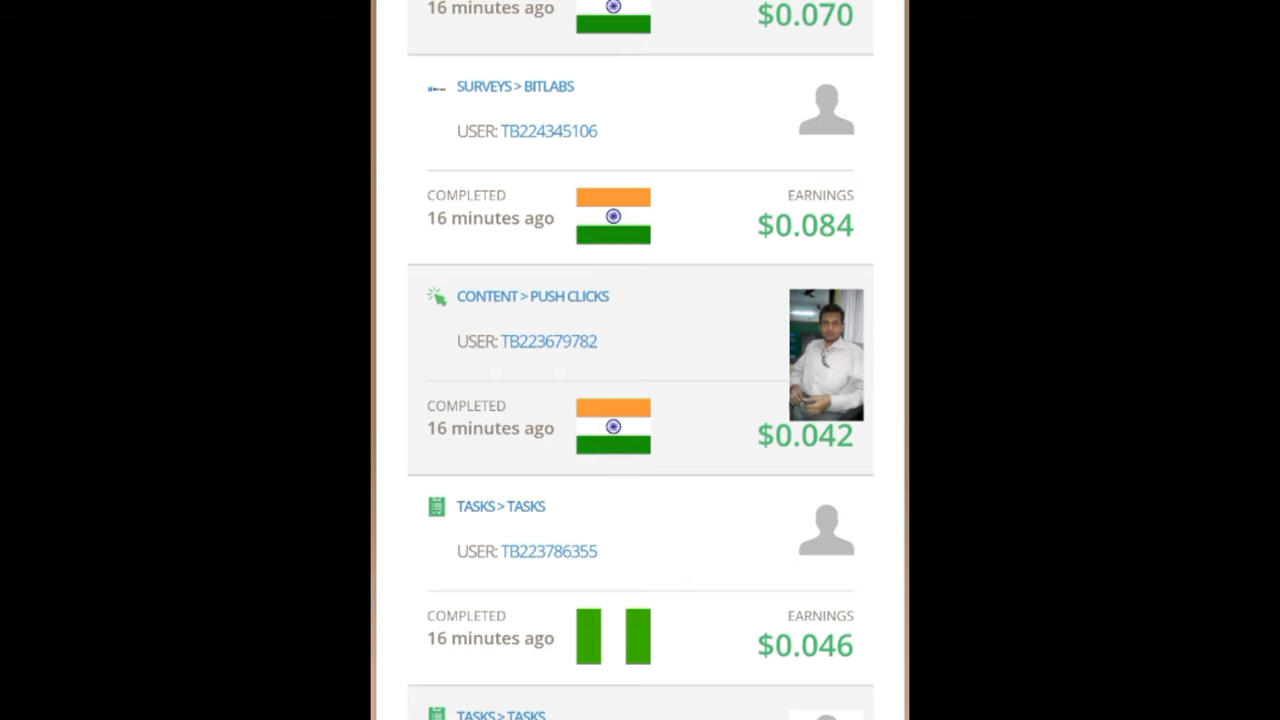 16 minutes ago
$0.070
SURVEYS > BITLABS
USER: TB224345106
COMPLETED
EARNINGS
16 minutes ago
$0.084
CONTENT > PUSH CLICKS
USER: TB223679782
COMPLETED
16 minutes ago
$0.042
TASKS > TASKS
USER: TB223786355
COMPLETED
EARNINGS
16 minutes ago
$0.046
TASKS > TASKS